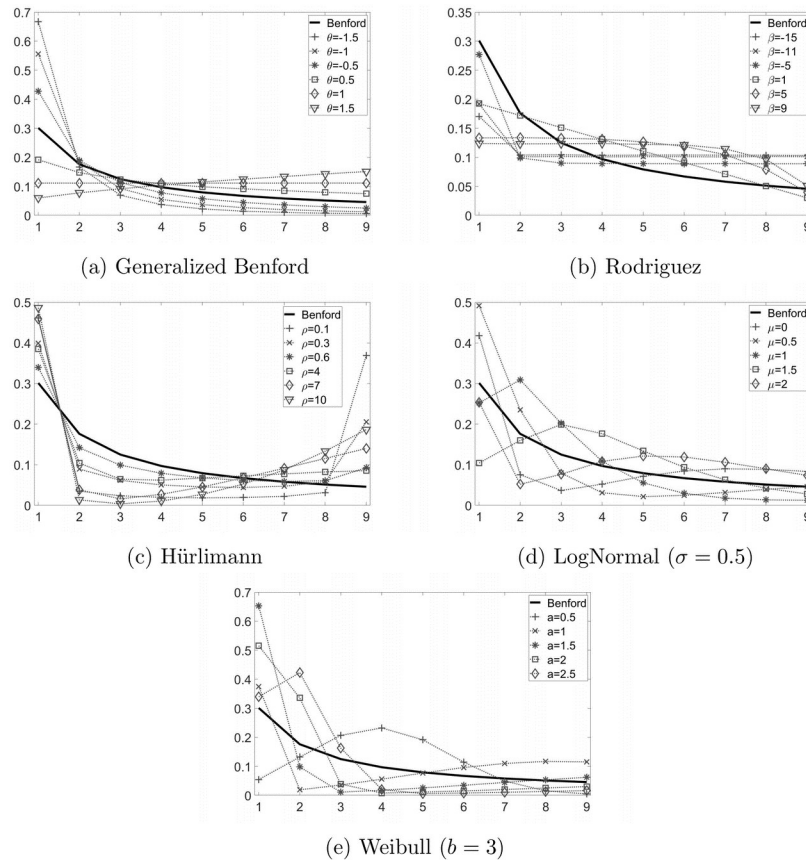 0.7
0.6
0.5
0.4
0.3
0.2
0.1
0
1 2 3 4 5 6 7 8 9
Benford
θ=-1.5
θ=-1
θ=-0.5
θ=0.5
θ=1
θ=1.5
(a) Generalized Benford
0.35
0.3
0.25
0.2
0.15
0.1
0.05
0
1 2 3 4 5 6 7 8 9
Benford
β=-15
β=-11
β=-5
β=1
β=5
β=9
(b) Rodriguez
0.5
0.4
0.3
0.2
0.1
0
1 2 3 4 5 6 7 8 9
Benford
ρ=0.1
ρ=0.3
ρ=0.6
ρ=4
ρ=7
ρ=10
(c) Hürlimann
0.5
0.4
0.3
0.2
0.1
0
1 2 3 4 5 6 7 8 9
Benford
μ=0
μ=0.5
μ=1
μ=1.5
μ=2
(d) LogNormal (σ = 0.5)
0.7
0.6
0.5
0.4
0.3
0.2
0.1
0
1 2 3 4 5 6 7 8 9
Benford
a=0.5
a=1
a=1.5
a=2
a=2.5
(e) Weibull (b = 3)